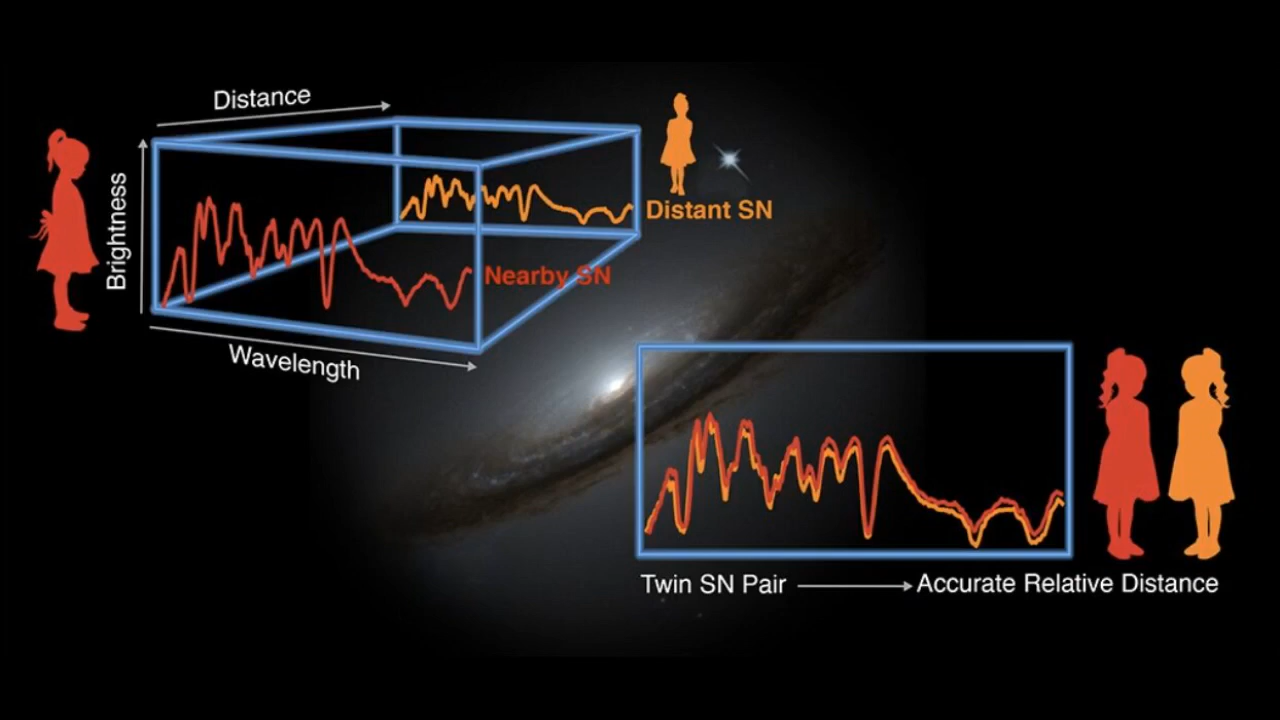 Distance
Brightness
Distant SN
Nearby SN
Wavelength
Twin SN Pair
Accurate Relative Distance